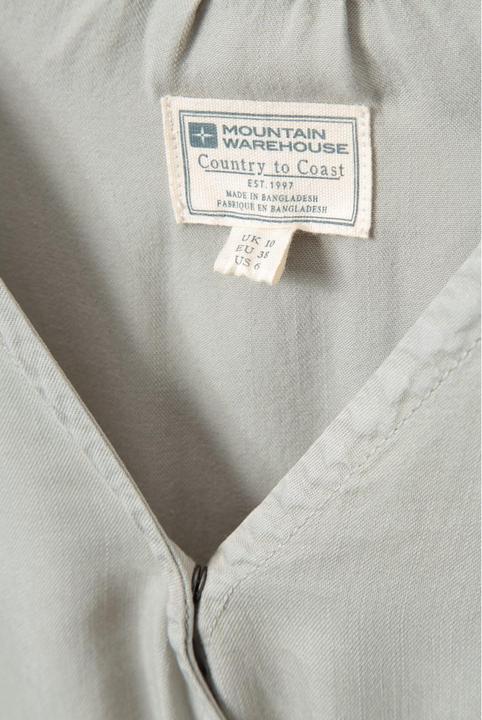 MOUNTAIN
WAREHOUSE
Country to Coast
EST. 1997
MADE IN BANGLADESH
FABRIQUE EN BANGLADESH
UK 10
EU 38
US 6